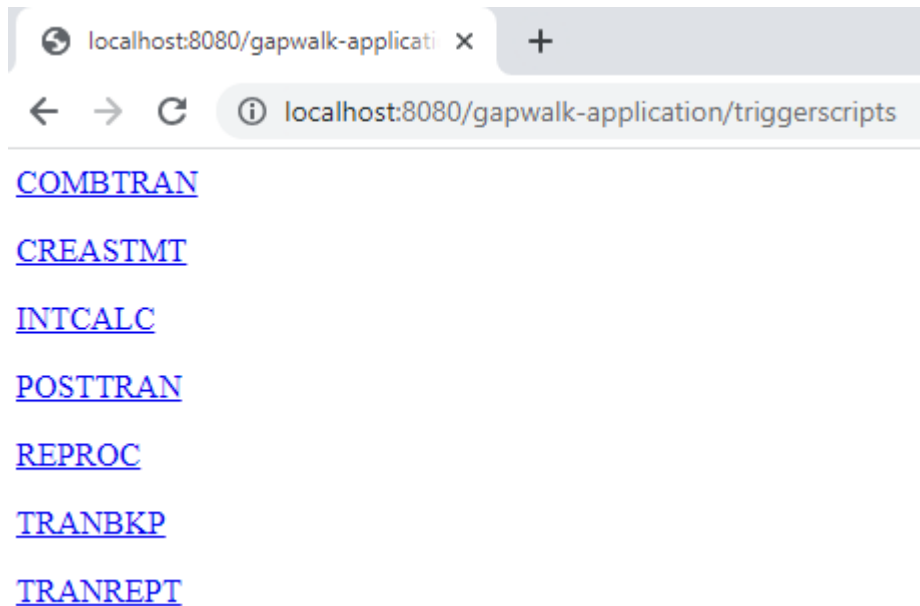 localhost:8080/gapwalk-applicati
localhost:8080/gapwalk-application/triggerscripts
COMBTRAN
CREASTMT
INTCALC
POSTTRAN
REPROC
TRANBKP
TRANREPT